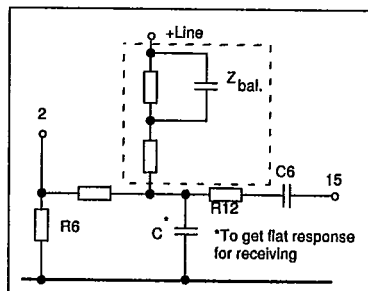 +Line
Z bal.
2
C6
15
R12
R6
C*
*To get flat response
for receiving